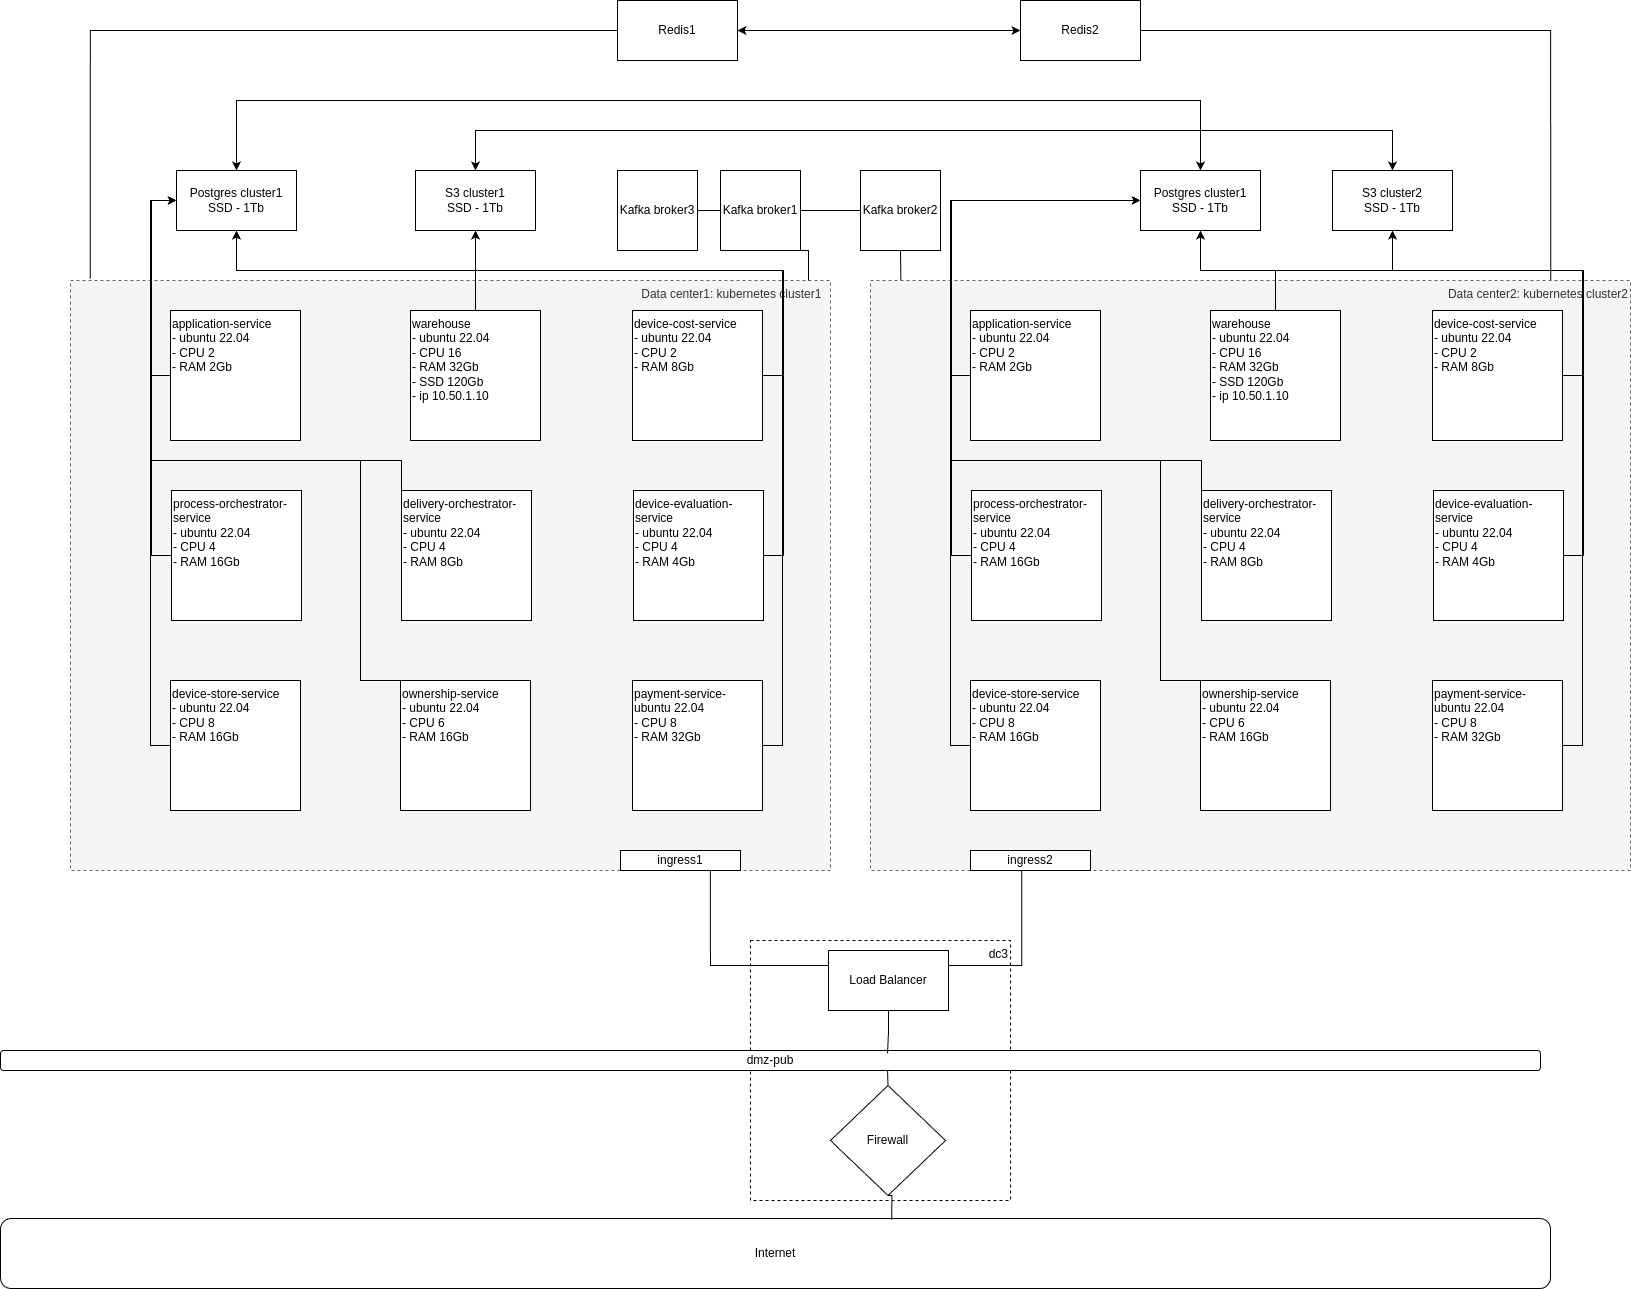 Redis1
Redis2
Postgres cluster1
SSD - 1Tb
S3 cluster1
SSD - 1Tb
Kafka broker3
Kafka broker1
Kafka broker2
Postgres cluster1
SSD - 1Tb
S3 cluster2
SSD - 1Tb
Data center1: kubernetes cluster1
application-service
- ubuntu 22.04
- CPU 2
- RAM 2Gb
warehouse
- ubuntu 22.04
- CPU 16
- RAM 32Gb
- SSD 120Gb
- ip 10.50.1.10
device-cost-service
- ubuntu 22.04
- CPU 2
- RAM 8Gb
process-orchestrator-
service
- ubuntu 22.04
- CPU 4
- RAM 16Gb
delivery-orchestrator-
service
- ubuntu 22.04
- CPU 4
- RAM 8Gb
device-evaluation-
service
- ubuntu 22.04
- CPU 4
- RAM 4Gb
device-store-service
- ubuntu 22.04
- CPU 8
- RAM 16Gb
ownership-service
- ubuntu 22.04
- CPU 6
- RAM 16Gb
payment-service-
ubuntu 22.04
- CPU 8
- RAM 32Gb
ingress1
Data center2: kubernetes cluster2
application-service
- ubuntu 22.04
- CPU 2
- RAM 2Gb
warehouse
- ubuntu 22.04
- CPU 16
- RAM 32Gb
- SSD 120Gb
- ip 10.50.1.10
device-cost-service
- ubuntu 22.04
- CPU 2
- RAM 8Gb
process-orchestrator-
service
- ubuntu 22.04
- CPU 4
- RAM 16Gb
delivery-orchestrator-
service
- ubuntu 22.04
- CPU 4
- RAM 8Gb
device-evaluation-
service
- ubuntu 22.04
- CPU 4
- RAM 4Gb
device-store-service
- ubuntu 22.04
- CPU 8
- RAM 16Gb
ownership-service
- ubuntu 22.04
- CPU 6
- RAM 16Gb
payment-service-
ubuntu 22.04
- CPU 8
- RAM 32Gb
ingress2
dc3
Load Balancer
dmz-pub
Firewall
Internet